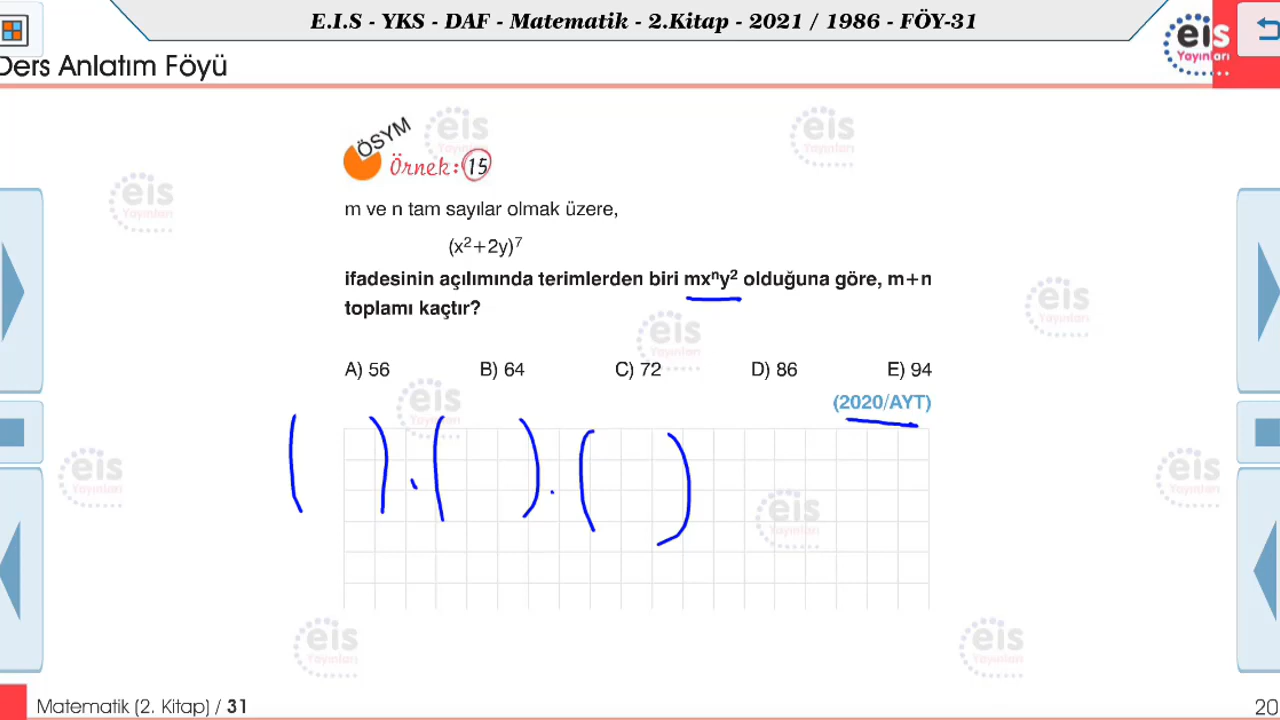 E.I.S - YKS - DAF - Matematik - 2.Kitap - 2021 / 1986 - FÖY-31
eis
Yayınları
Ders Anlatım Föyü
ÖSYM
Örnek: 15
m ve n tam sayılar olmak üzere,
(x²+2y)⁷
ifadesinin açılımında terimlerden biri mxⁿy² olduğuna göre, m+n
toplamı kaçtır?
A) 56 B) 64 C) 72 D) 86 E) 94
(2020/AYT)
( ) . ( ) . ( )
Matematik (2. Kitap) / 31
20